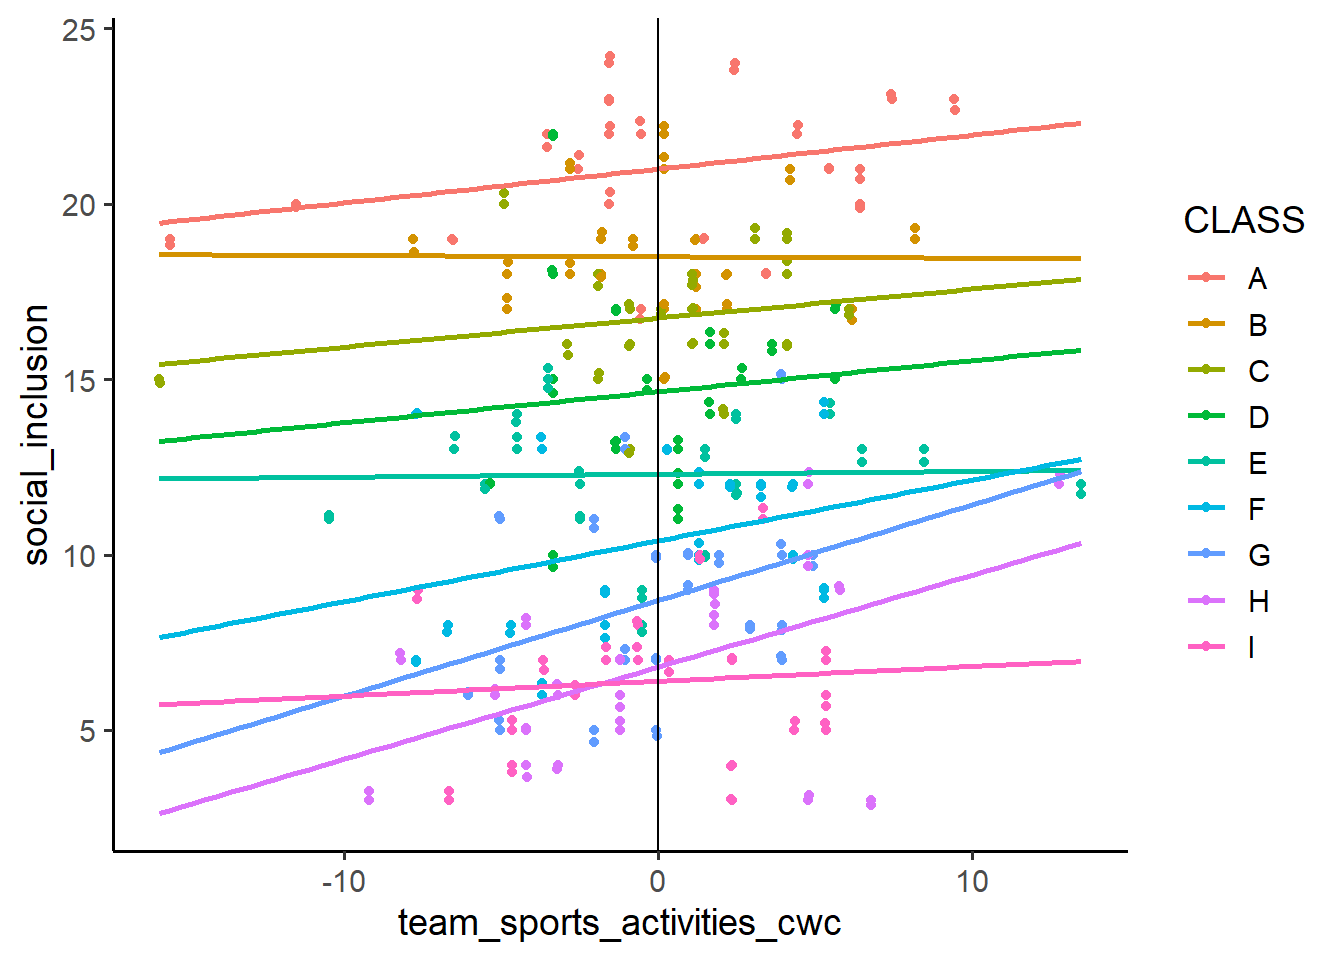 25
20
15
10
5
social_inclusion
-10
0
10
team_sports_activities_cwc
CLASS
A
B
C
D
E
F
G
H
I